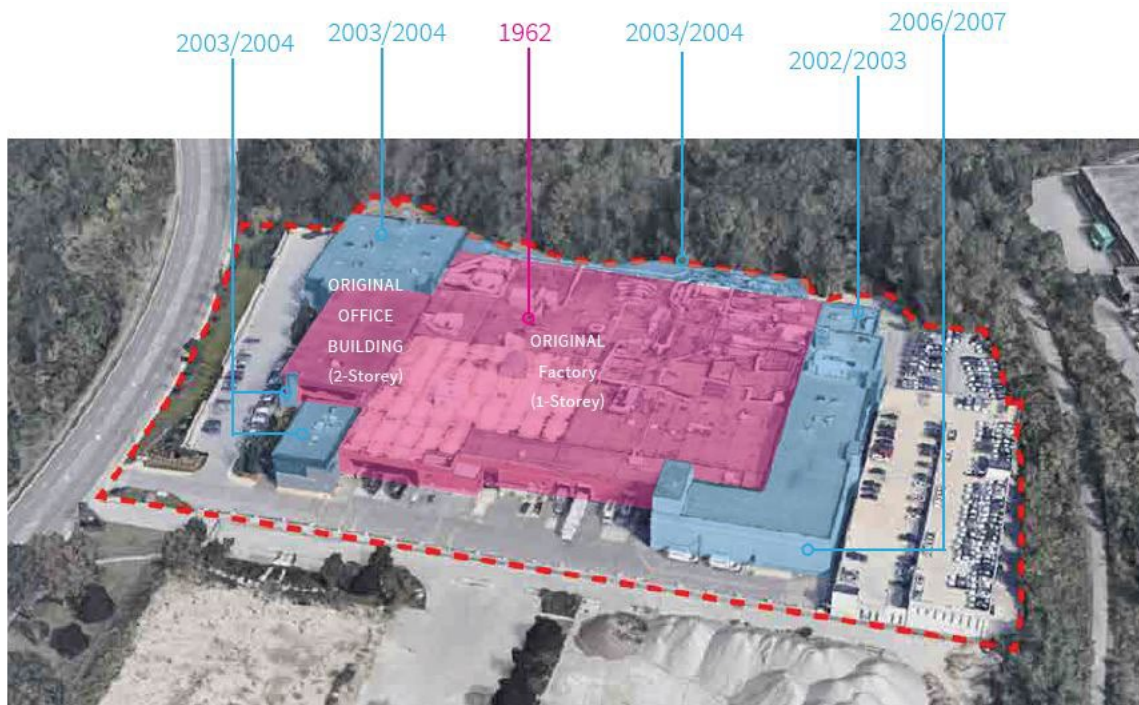 2003/2004
2003/2004
1962
2003/2004
2002/2003
2006/2007
ORIGINAL
OFFICE
BUILDING
(2-Storey)
ORIGINAL
Factory
(1-Storey)